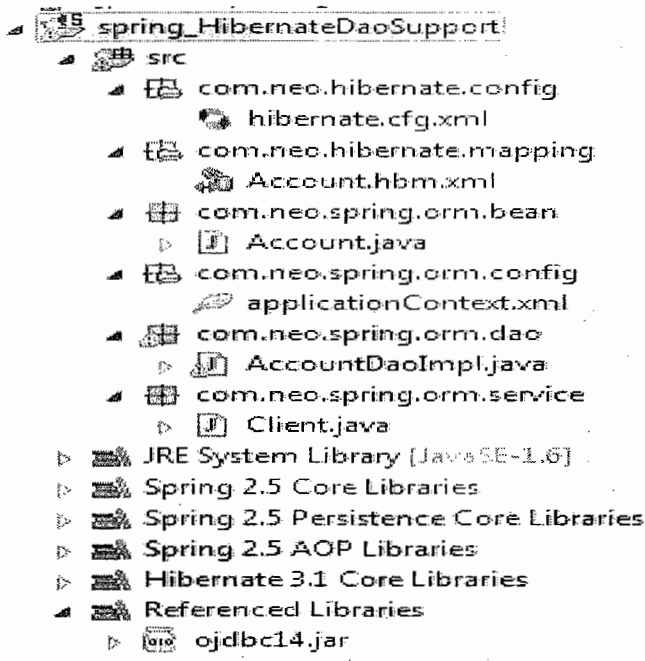 spring_HibernateDaoSupport
src
com.neo.hibernate.config
hibernate.cfg.xml
com.neo.hibernate.mapping
Account.hbm.xml
com.neo.spring.orm.bean
Account.java
com.neo.spring.orm.config
applicationContext.xml
com.neo.spring.orm.dao
AccountDaoImpl.java
com.neo.spring.orm.service
Client.java
JRE System Library [JavaSE-1.6]
Spring 2.5 Core Libraries
Spring 2.5 Persistence Core Libraries
Spring 2.5 AOP Libraries
Hibernate 3.1 Core Libraries
Referenced Libraries
ojdbc14.jar